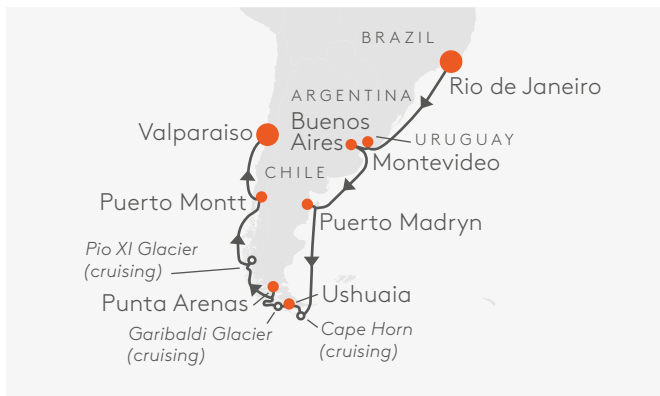 BRAZIL
Rio de Janeiro
ARGENTINA
Buenos
Aires
URUGUAY
Montevideo
Valparaiso
CHILE
Puerto Montt
Puerto Madryn
Pio XI Glacier
(cruising)
Punta Arenas
Ushuaia
Garibaldi Glacier
(cruising)
Cape Horn
(cruising)